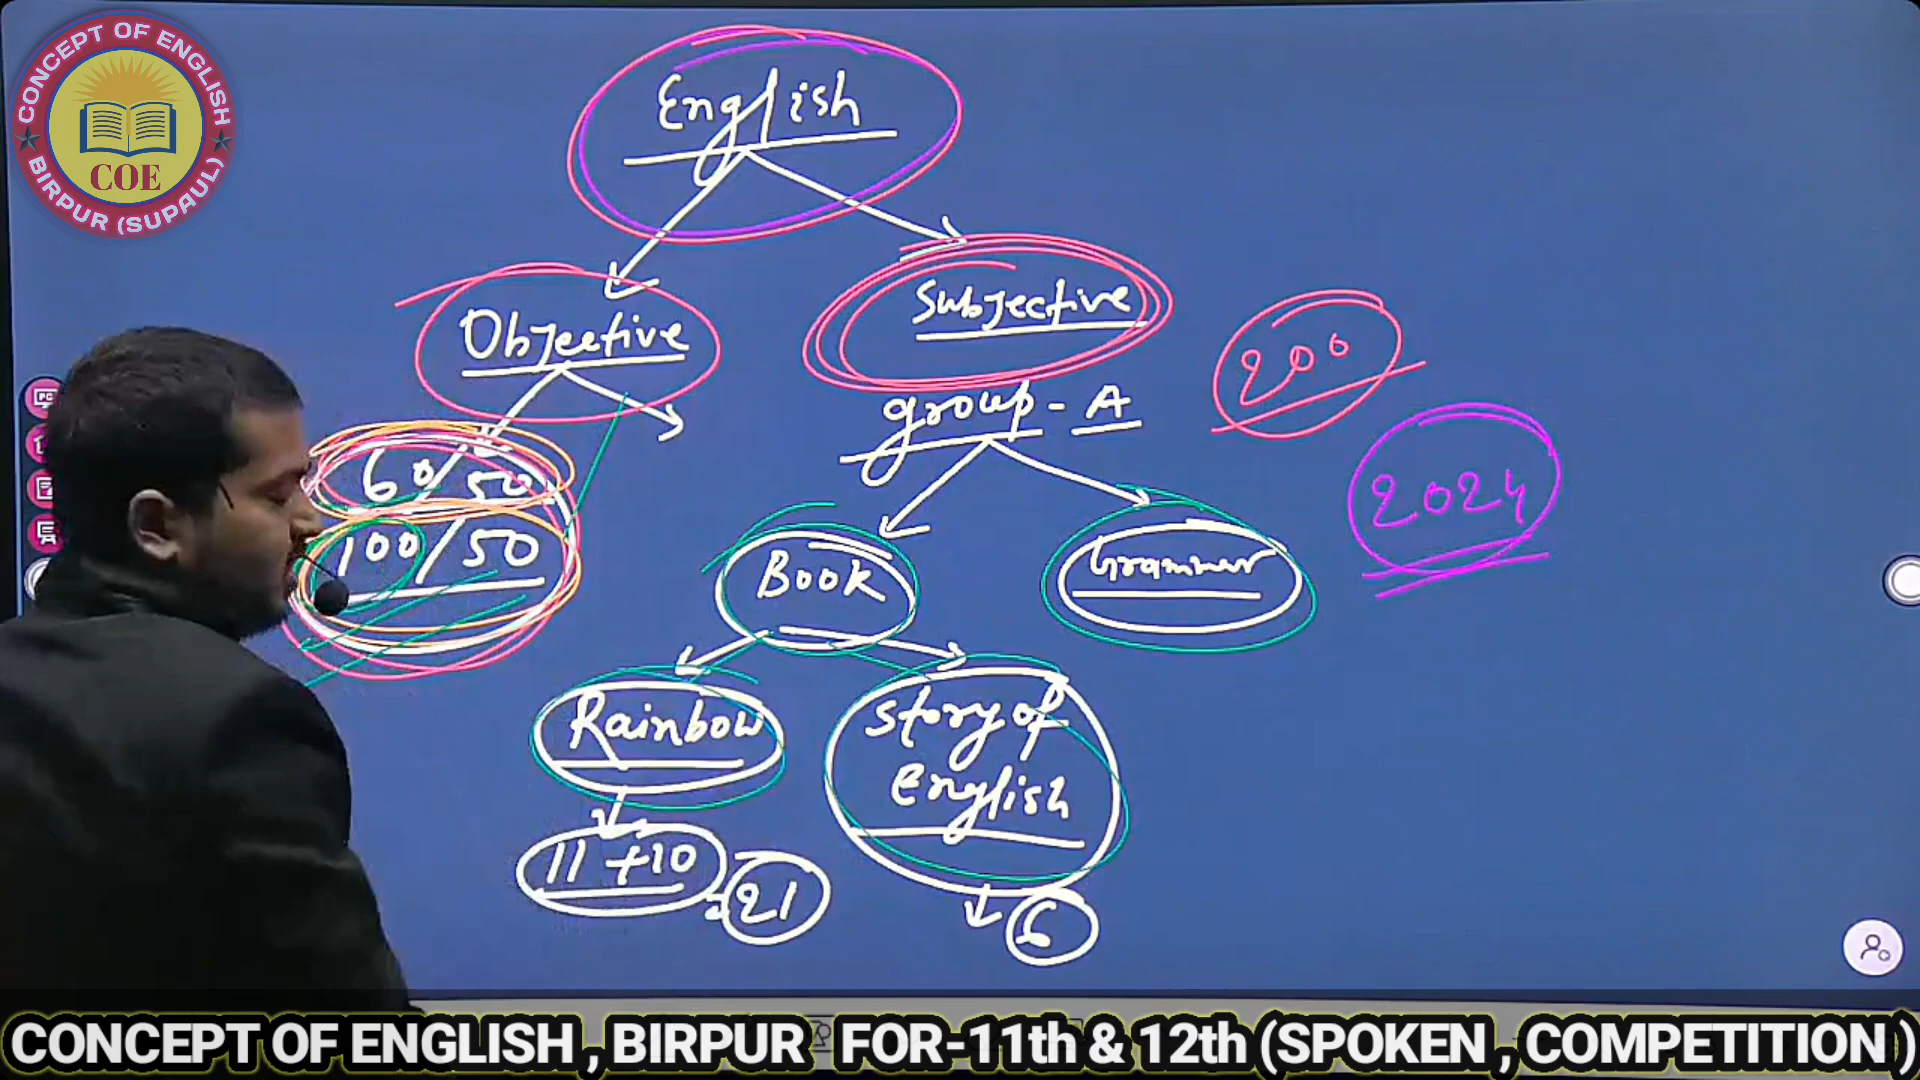 CONCEPT OF ENGLISH
COE
BIRPUR (SUPAUL)
English
Objective
Subjective
200
group - A
60/50
100/50
2024
Book
Grammer
Rainbow
Story of
English
11 + 10
= 21
6
CONCEPT OF ENGLISH , BIRPUR FOR-11th & 12th (SPOKEN , COMPETITION )